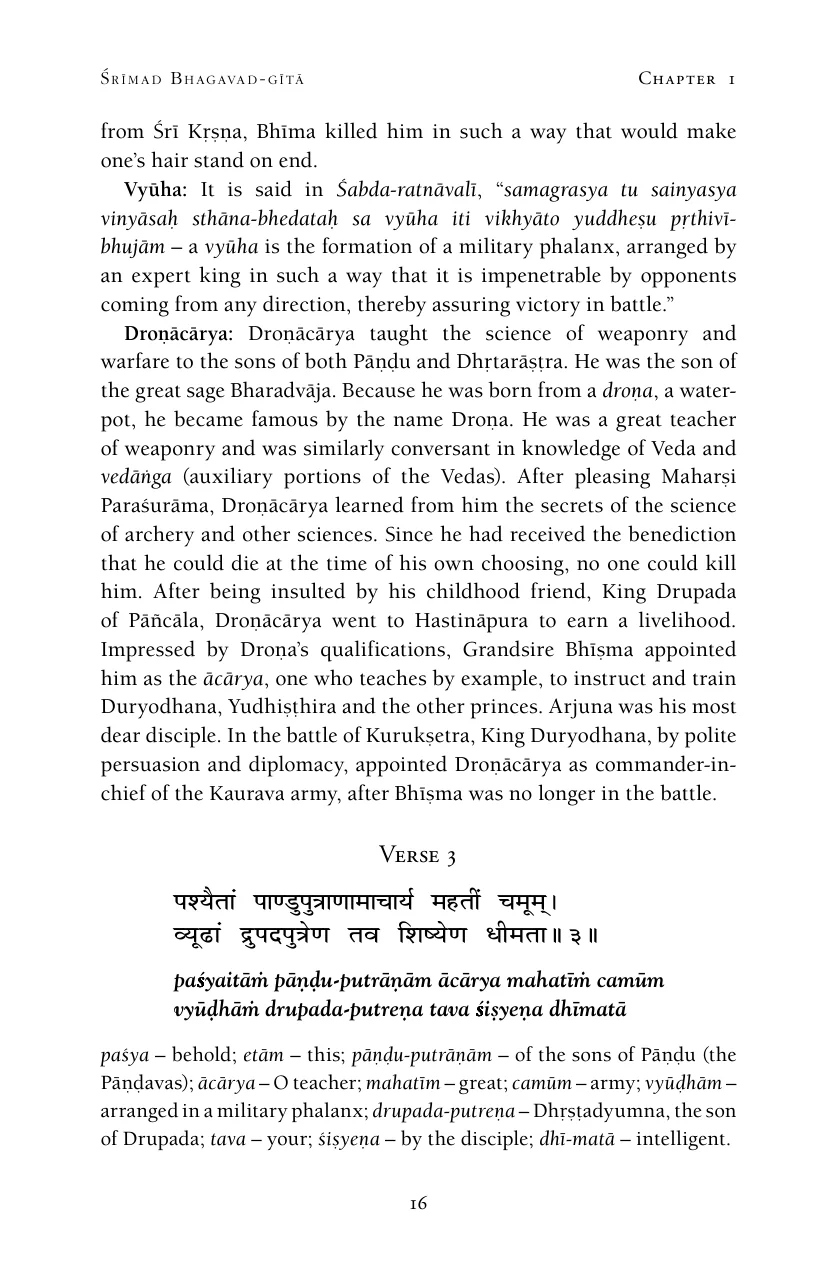 Śrīmad Bhagavad-gītā Chapter 1
from Śrī Kṛṣṇa, Bhīma killed him in such a way that would make
one’s hair stand on end.
Vyūha: It is said in Śabda-ratnāvalī, “samagrasya tu sainyasya
vinyāsaḥ sthāna-bhedataḥ sa vyūha iti vikhyāto yuddheṣu pṛthivī-
bhujām – a vyūha is the formation of a military phalanx, arranged by
an expert king in such a way that it is impenetrable by opponents
coming from any direction, thereby assuring victory in battle.”
Droṇācārya: Droṇācārya taught the science of weaponry and
warfare to the sons of both Pāṇḍu and Dhṛtarāṣṭra. He was the son of
the great sage Bharadvāja. Because he was born from a droṇa, a water-
pot, he became famous by the name Droṇa. He was a great teacher
of weaponry and was similarly conversant in knowledge of Veda and
vedāṅga (auxiliary portions of the Vedas). After pleasing Maharṣi
Paraśurāma, Droṇācārya learned from him the secrets of the science
of archery and other sciences. Since he had received the benediction
that he could die at the time of his own choosing, no one could kill
him. After being insulted by his childhood friend, King Drupada
of Pāñcāla, Droṇācārya went to Hastināpura to earn a livelihood.
Impressed by Droṇa’s qualifications, Grandsire Bhīṣma appointed
him as the ācārya, one who teaches by example, to instruct and train
Duryodhana, Yudhiṣṭhira and the other princes. Arjuna was his most
dear disciple. In the battle of Kurukṣetra, King Duryodhana, by polite
persuasion and diplomacy, appointed Droṇācārya as commander-in-
chief of the Kaurava army, after Bhīṣma was no longer in the battle.
Verse 3
पश्यैतां पाण्डुपुत्राणामाचार्य महतीं चमूम्।
व्यूढां द्रुपदपुत्रेण तव शिष्येण धीमता॥ ३॥
paśyaitāṁ pāṇḍu-putrāṇām ācārya mahatīṁ camūm
vyūḍhāṁ drupada-putreṇa tava śiṣyeṇa dhīmatā
paśya – behold; etām – this; pāṇḍu-putrāṇām – of the sons of Pāṇḍu (the
Pāṇḍavas); ācārya – O teacher; mahatīm – great; camūm – army; vyūḍhām –
arranged in a military phalanx; drupada-putreṇa – Dhṛṣṭadyumna, the son
of Drupada; tava – your; śiṣyeṇa – by the disciple; dhī-matā – intelligent.
16